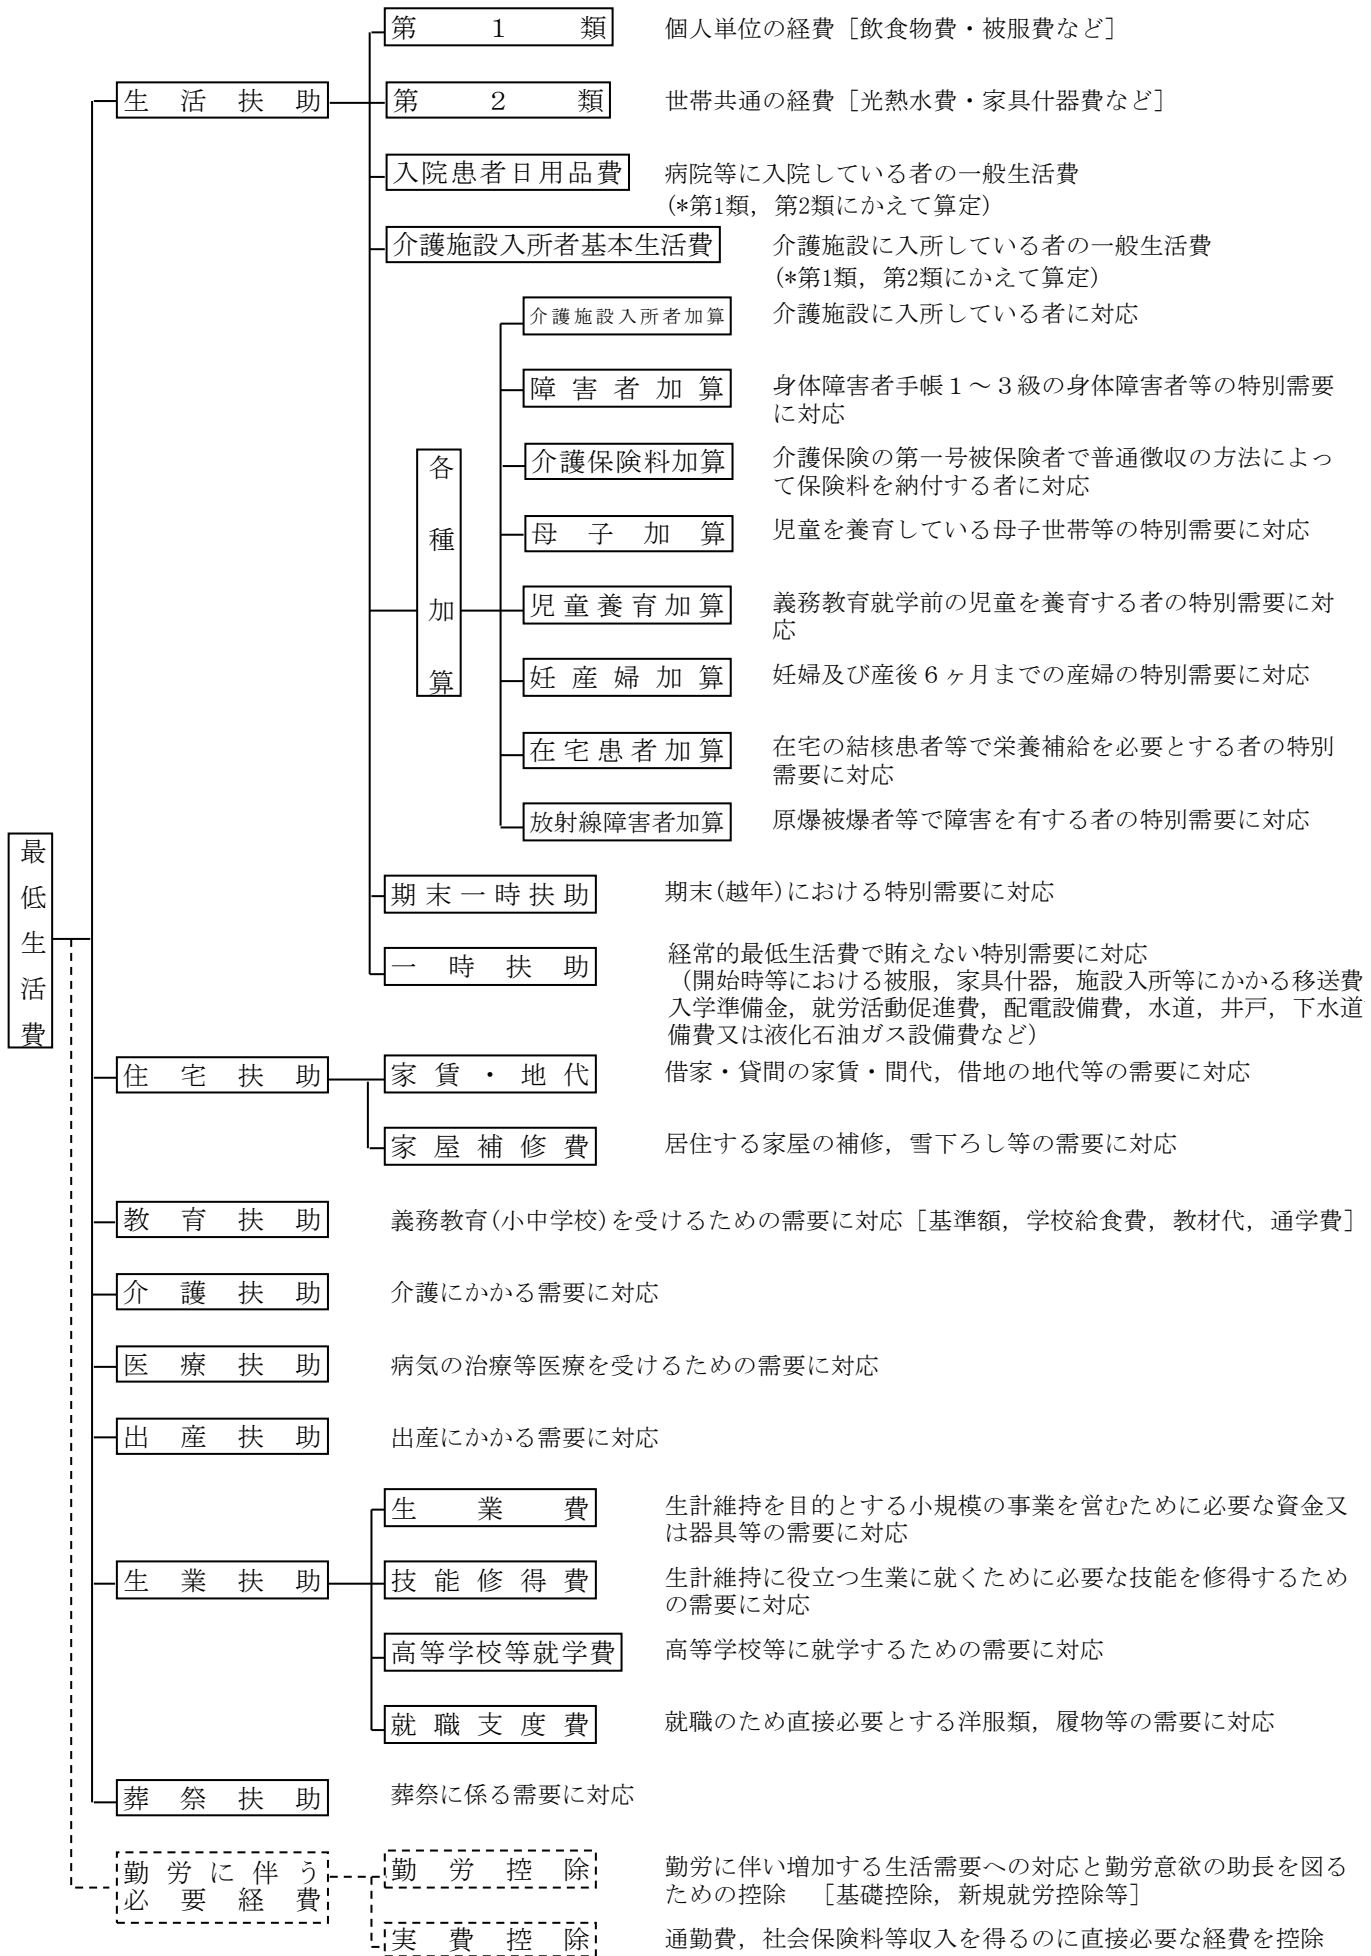 第1類 個人単位の経費［飲食物費・被服費など］
生活扶助 第2類 世帯共通の経費［光熱水費・家具什器費など］
入院患者日用品費 病院等に入院している者の一般生活費
(*第1類，第2類にかえて算定)
介護施設入所者基本生活費 介護施設に入所している者の一般生活費
(*第1類，第2類にかえて算定)
介護施設入所者加算 介護施設に入所している者に対応
障害者加算 身体障害者手帳１～３級の身体障害者等の特別需要
に対応
各種加算
介護保険料加算 介護保険の第一号被保険者で普通徴収の方法によっ
て保険料を納付する者に対応
母子加算 児童を養育している母子世帯等の特別需要に対応
児童養育加算 義務教育就学前の児童を養育する者の特別需要に対
応
妊産婦加算 妊婦及び産後６ヶ月までの産婦の特別需要に対応
在宅患者加算 在宅の結核患者等で栄養補給を必要とする者の特別
需要に対応
放射線障害者加算 原爆被爆者等で障害を有する者の特別需要に対応
最低生活費
期末一時扶助 期末(越年)における特別需要に対応
一時扶助 経常的最低生活費で賄えない特別需要に対応
（開始時等における被服，家具什器，施設入所等にかかる移送費
入学準備金，就労活動促進費，配電設備費，水道，井戸，下水道
備費又は液化石油ガス設備費など）
住宅扶助 家賃・地代 借家・貸間の家賃・間代，借地の地代等の需要に対応
家屋補修費 居住する家屋の補修，雪下ろし等の需要に対応
教育扶助 義務教育(小中学校)を受けるための需要に対応［基準額，学校給食費，教材代，通学費］
介護扶助 介護にかかる需要に対応
医療扶助 病気の治療等医療を受けるための需要に対応
出産扶助 出産にかかる需要に対応
生業費 生計維持を目的とする小規模の事業を営むために必要な資金又
は器具等の需要に対応
生業扶助 技能修得費 生計維持に役立つ生業に就くために必要な技能を修得するため
の需要に対応
高等学校等就学費 高等学校等に就学するための需要に対応
就職支度費 就職のため直接必要とする洋服類，履物等の需要に対応
葬祭扶助 葬祭に係る需要に対応
勤労に伴う
必要経費
勤労控除 勤労に伴い増加する生活需要への対応と勤労意欲の助長を図る
ための控除 ［基礎控除，新規就労控除等］
実費控除 通勤費，社会保険料等収入を得るのに直接必要な経費を控除